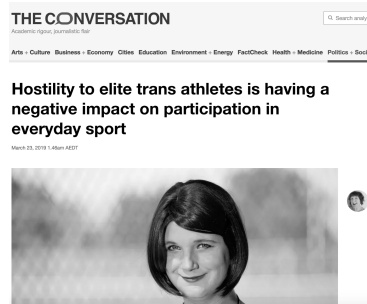 THE CONVERSATION
Academic rigour, journalistic flair
Search analy
Arts + Culture Business + Economy Cities Education Environment + Energy FactCheck Health + Medicine Politics + Soci
Hostility to elite trans athletes is having a
negative impact on participation in
everyday sport
March 23, 2019 1.46am AEDT